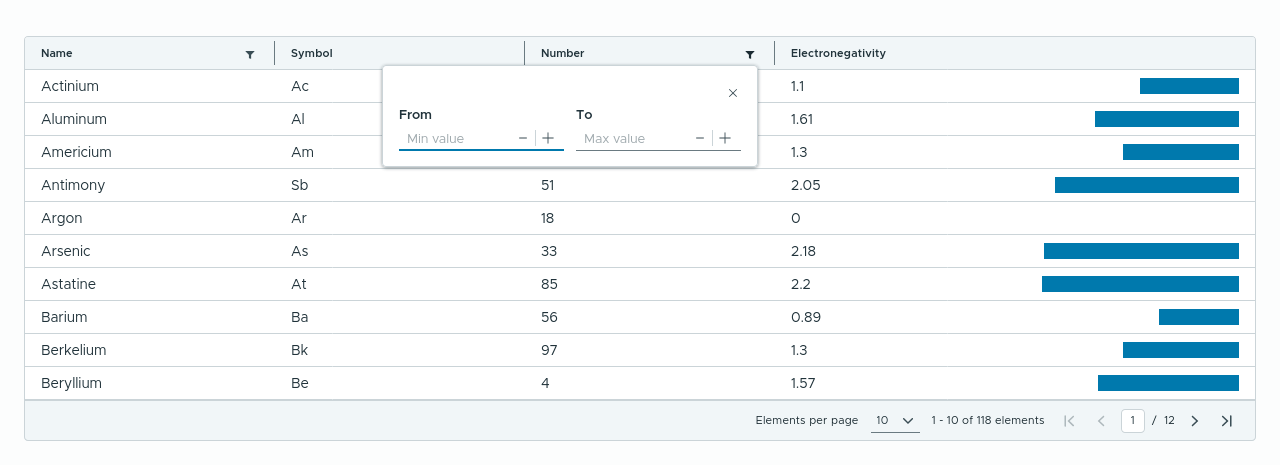 Name Symbol Number Electronegativity
Actinium Ac 1.1
From To
Aluminum Al 1.61
Min value Max value
Americium Am 1.3
Antimony Sb 51 2.05
Argon Ar 18 0
Arsenic As 33 2.18
Astatine At 85 2.2
Barium Ba 56 0.89
Berkelium Bk 97 1.3
Beryllium Be 4 1.57
Elements per page 10 1 - 10 of 118 elements 1 / 12